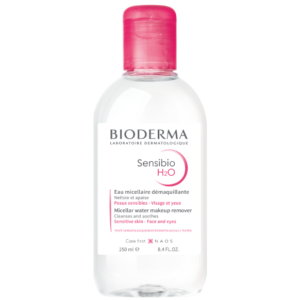 BIODERMA
LABORATOIRE DERMATOLOGIQUE
Sensibio
H2O
Eau micellaire démaquillante
Nettoie et apaise
Peaux sensibles - Visage et yeux
Micellar water makeup remover
Cleanses and soothes
Sensitive skin - Face and eyes
NAOS
250 ml ℮ 8.4 FL.OZ.